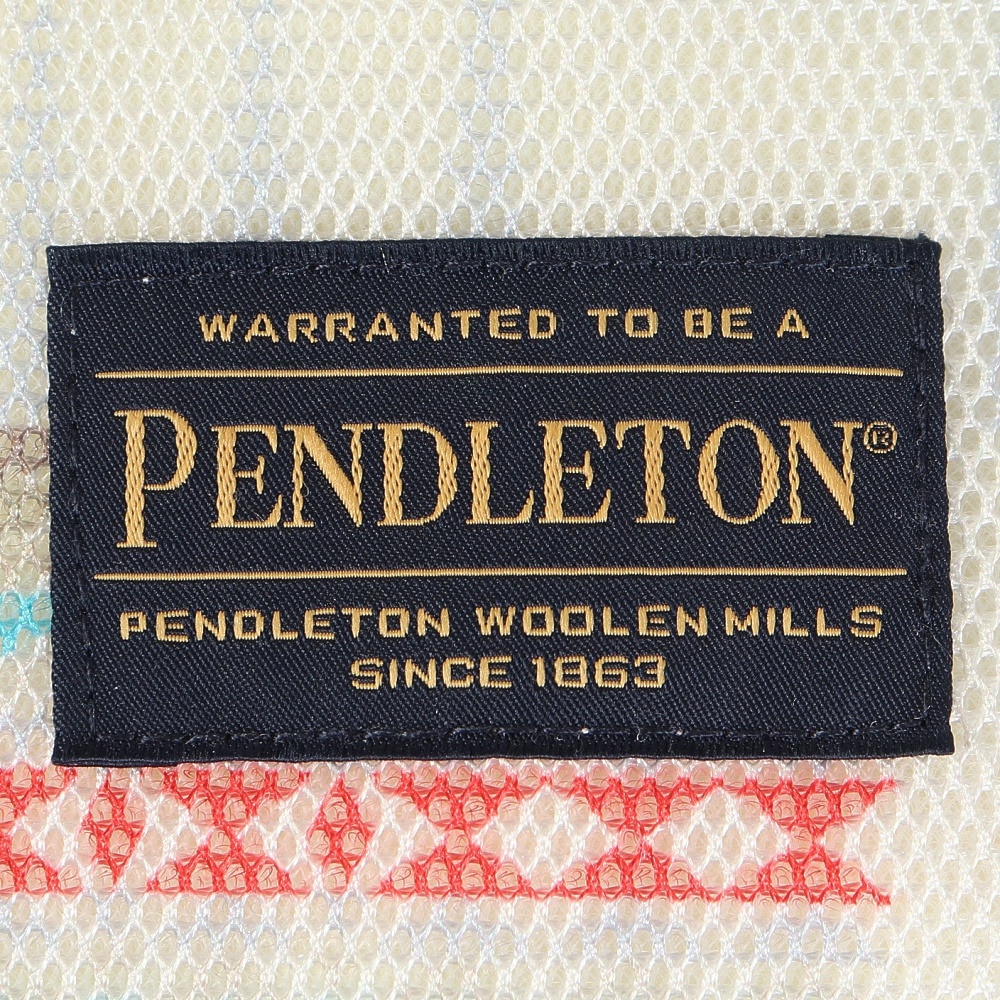 WARRANTED TO BE A
PENDLETON®
PENDLETON WOOLEN MILLS
SINCE 1863